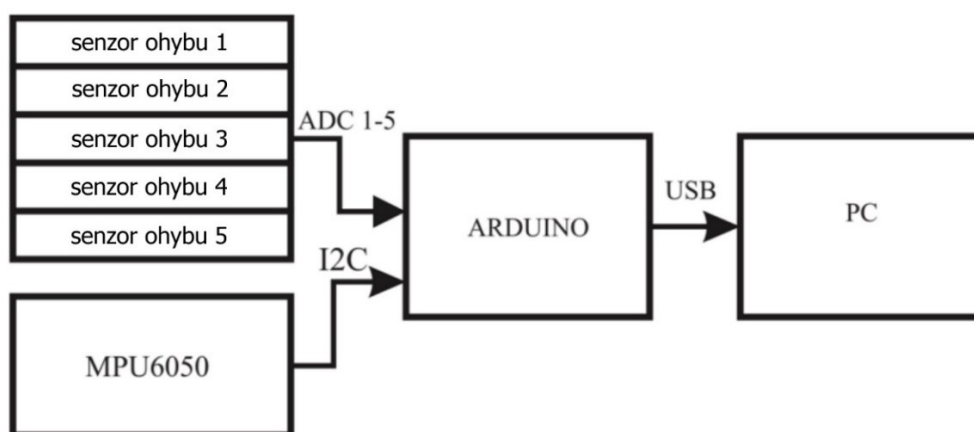 senzor ohybu 1
senzor ohybu 2
senzor ohybu 3
senzor ohybu 4
senzor ohybu 5
ADC 1-5
I2C
MPU6050
ARDUINO
USB
PC